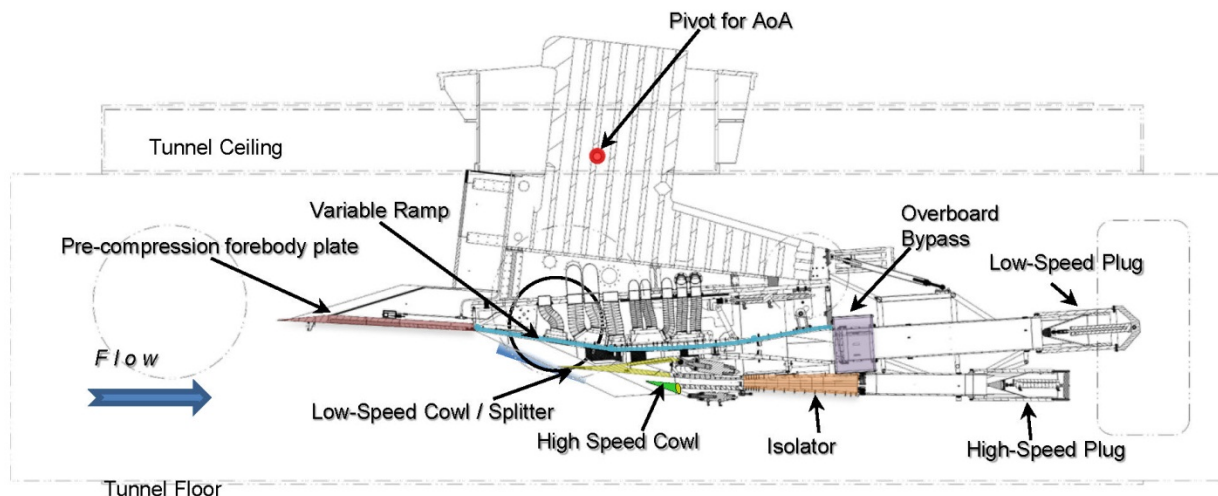 Pivot for AoA
Tunnel Ceiling
Variable Ramp
Pre-compression forebody plate
Overboard
Bypass
Low-Speed Plug
Flow
Low-Speed Cowl / Splitter
High Speed Cowl
Isolator
High-Speed Plug
Tunnel Floor